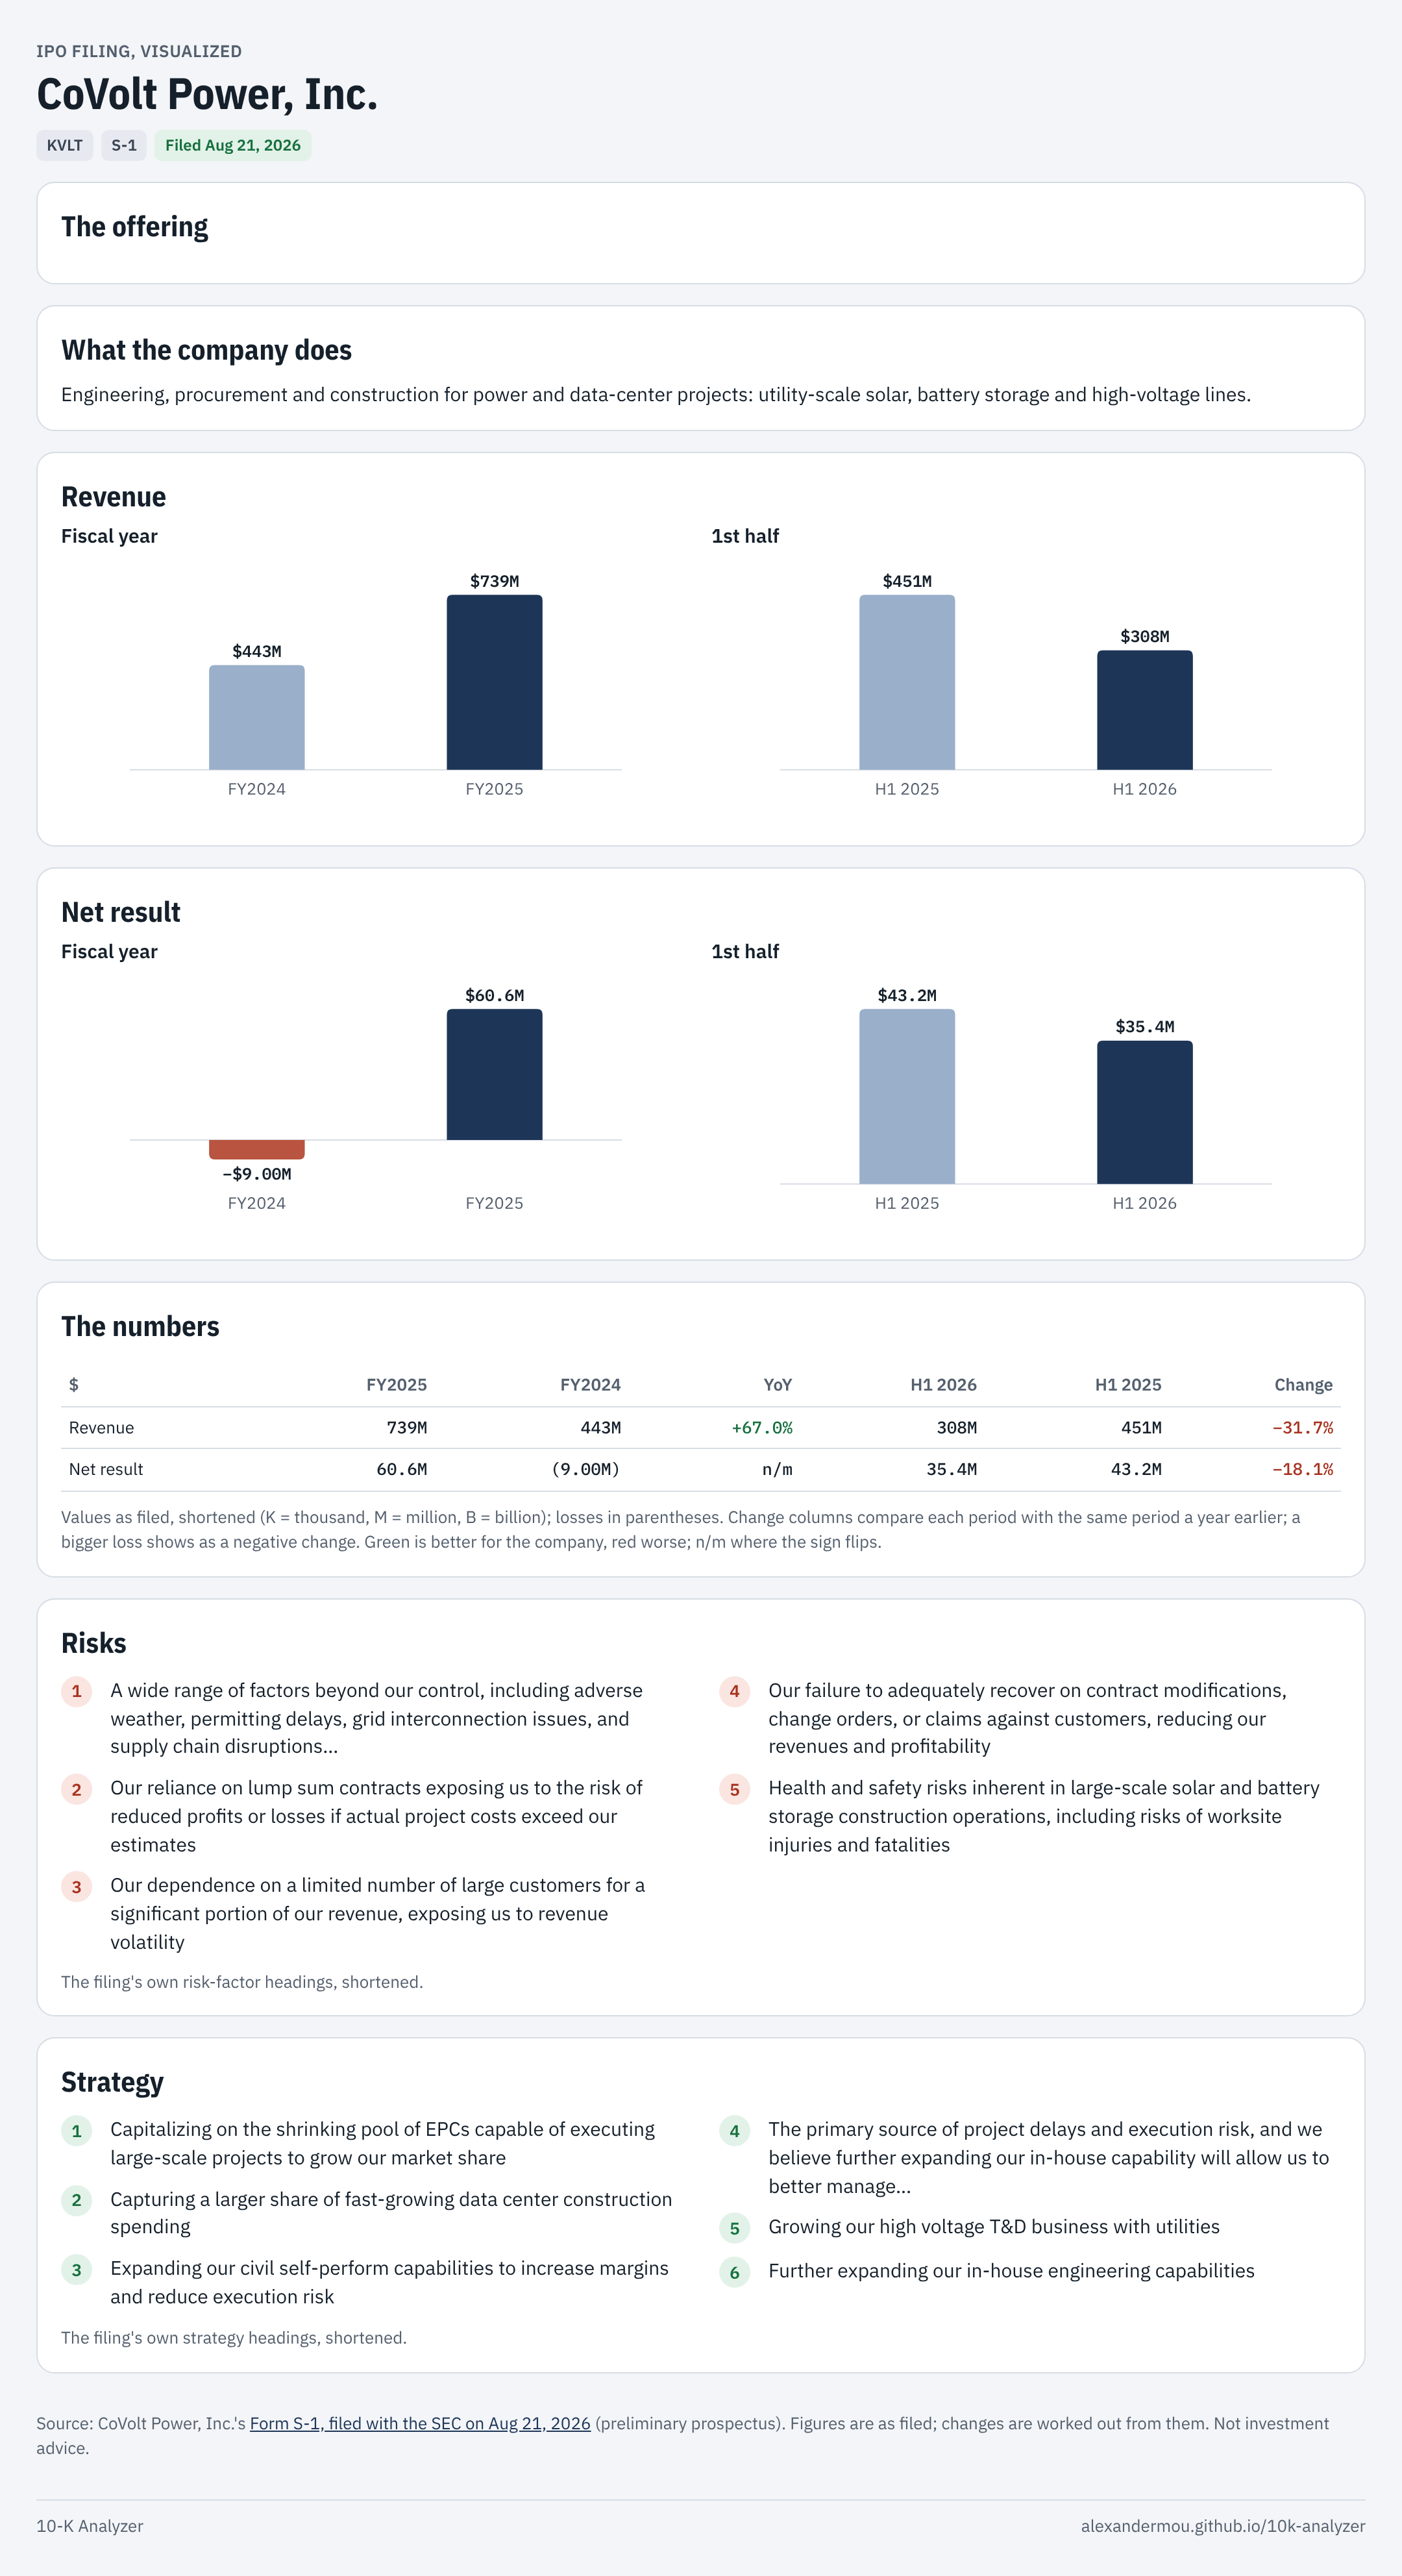 IPO FILING, VISUALIZED
CoVolt Power, Inc.
KVLT S-1 Filed Aug 21, 2026
The offering
What the company does
Engineering, procurement and construction for power and data-center projects: utility-scale solar, battery storage and high-voltage lines.
Revenue
Fiscal year
$443M
$739M
FY2024 FY2025
1st half
$451M
$308M
H1 2025 H1 2026
Net result
Fiscal year
$60.6M
−$9.00M
FY2024 FY2025
1st half
$43.2M
$35.4M
H1 2025 H1 2026
The numbers
$ FY2025 FY2024 YoY H1 2026 H1 2025 Change
Revenue 739M 443M +67.0% 308M 451M −31.7%
Net result 60.6M (9.00M) n/m 35.4M 43.2M −18.1%
Values as filed, shortened (K = thousand, M = million, B = billion); losses in parentheses. Change columns compare each period with the same period a year earlier; a
bigger loss shows as a negative change. Green is better for the company, red worse; n/m where the sign flips.
Risks
1 A wide range of factors beyond our control, including adverse
weather, permitting delays, grid interconnection issues, and
supply chain disruptions…
2 Our reliance on lump sum contracts exposing us to the risk of
reduced profits or losses if actual project costs exceed our
estimates
3 Our dependence on a limited number of large customers for a
significant portion of our revenue, exposing us to revenue
volatility
4 Our failure to adequately recover on contract modifications,
change orders, or claims against customers, reducing our
revenues and profitability
5 Health and safety risks inherent in large-scale solar and battery
storage construction operations, including risks of worksite
injuries and fatalities
The filing's own risk-factor headings, shortened.
Strategy
1 Capitalizing on the shrinking pool of EPCs capable of executing
large-scale projects to grow our market share
2 Capturing a larger share of fast-growing data center construction
spending
3 Expanding our civil self-perform capabilities to increase margins
and reduce execution risk
4 The primary source of project delays and execution risk, and we
believe further expanding our in-house capability will allow us to
better manage…
5 Growing our high voltage T&D business with utilities
6 Further expanding our in-house engineering capabilities
The filing's own strategy headings, shortened.
Source: CoVolt Power, Inc.'s Form S-1, filed with the SEC on Aug 21, 2026 (preliminary prospectus). Figures are as filed; changes are worked out from them. Not investment
advice.
10-K Analyzer
alexandermou.github.io/10k-analyzer